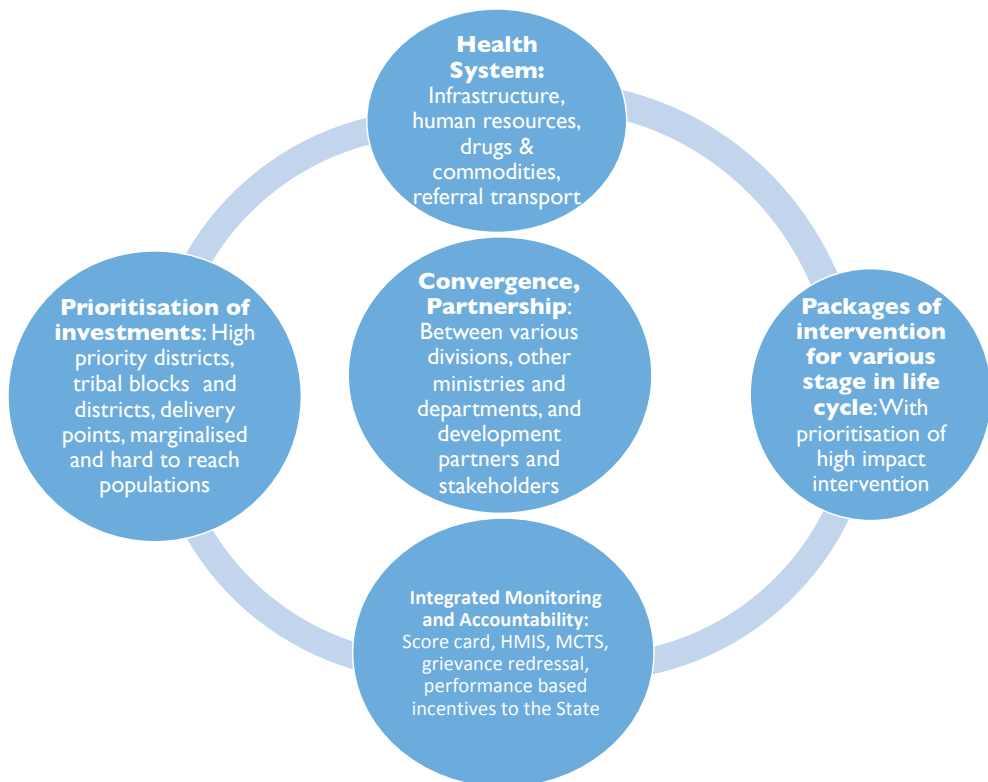 Health
System:
Infrastructure,
human resources,
drugs &
commodities,
referral transport
Prioritisation of
investments: High
priority districts,
tribal blocks and
districts, delivery
points, marginalised
and hard to reach
populations
Convergence,
Partnership:
Between various
divisions, other
ministries and
departments, and
development
partners and
stakeholders
Packages of
intervention
for various
stage in life
cycle: With
prioritisation of
high impact
intervention
Integrated Monitoring
and Accountability:
Score card, HMIS, MCTS,
grievance redressal,
performance based
incentives to the State